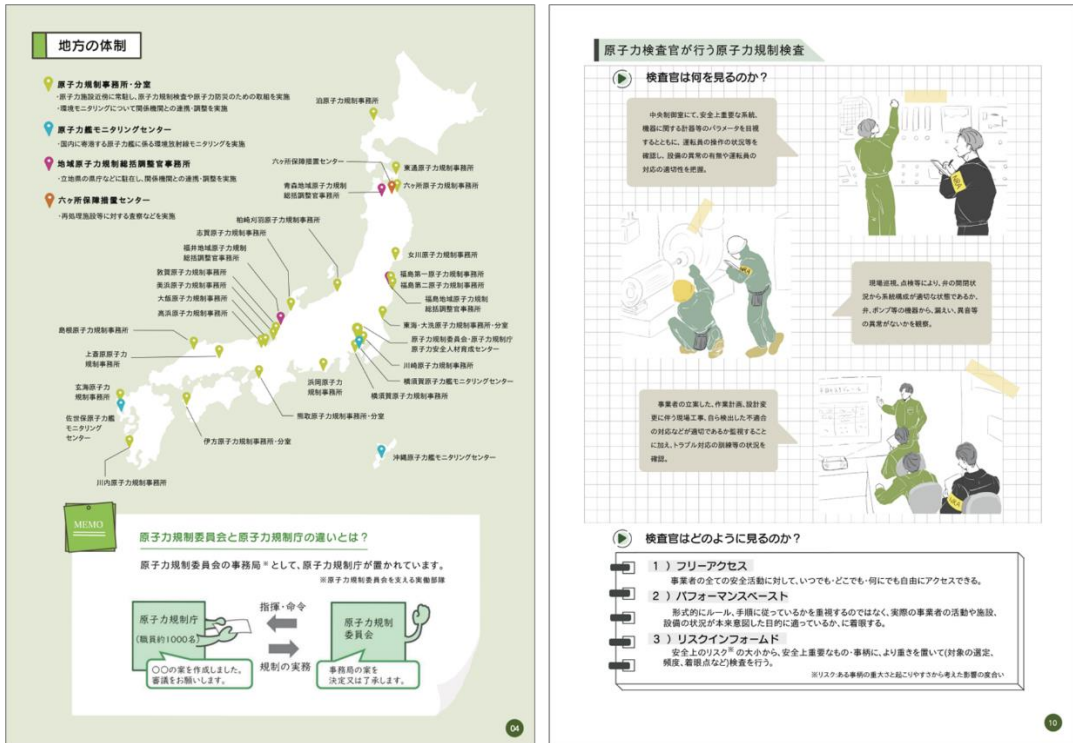 地方の体制
原子力規制事務所・分室
・原子力施設近傍に常駐し、原子力規制検査や原子力防災のための取組を実施
・環境モニタリングについて関係機関との連携・調整を実施
原子力艦モニタリングセンター
・国内に寄港する原子力艦に係る環境放射線モニタリングを実施
地域原子力規制総括調整官事務所
・立地県の県庁などに駐在し、関係機関との連携・調整を実施
六ヶ所保障措置センター
・再処理施設等に対する査察などを実施
泊原子力規制事務所
六ヶ所保障措置センター
東通原子力規制事務所
青森地域原子力規制
総括調整官事務所
六ヶ所原子力規制事務所
柏崎刈羽原子力規制事務所
志賀原子力規制事務所
福井地域原子力規制
総括調整官事務所
敦賀原子力規制事務所
美浜原子力規制事務所
大飯原子力規制事務所
高浜原子力規制事務所
島根原子力規制事務所
上斎原原子力
規制事務所
玄海原子力
規制事務所
佐世保原子力艦
モニタリング
センター
川内原子力規制事務所
伊方原子力規制事務所・分室
熊取原子力規制事務所・分室
浜岡原子力
規制事務所
女川原子力規制事務所
福島第一原子力規制事務所
福島第二原子力規制事務所
福島地域原子力規制
総括調整官事務所
東海・大洗原子力規制事務所・分室
原子力規制委員会・原子力規制庁
原子力安全人材育成センター
川崎原子力規制事務所
横須賀原子力艦モニタリングセンター
横須賀原子力規制事務所
沖縄原子力艦モニタリングセンター
MEMO
原子力規制委員会と原子力規制庁の違いとは？
原子力規制委員会の事務局※として、原子力規制庁が置かれています。
※原子力規制委員会を支える実働部隊
原子力規制庁
(職員約1000名)
〇〇の案を作成しました。
審議をお願いします。
指揮・命令
規制の実務
原子力規制
委員会
事務局の案を
決定又は了承します。
04
原子力検査官が行う原子力規制検査
検査官は何を見るのか？
中央制御室にて、安全上重要な系統、
機器に関する計器等のパラメータを目視
するとともに、運転員の操作の状況等を
確認し、設備の異常の有無や運転員の
対応の適切性を把握。
NRA
NRA
現場巡視、点検等により、弁の開閉状
況から系統構成が適切な状態であるか、
弁、ポンプ等の機器から、漏えい、異音等
の異常がないかを観察。
事業者の立案した、作業計画、設計変
更に伴う現場工事、自ら検出した不適合
の対応などが適切であるか監視すること
に加え、トラブル対応の訓練等の状況を
確認。
NRA
検査官はどのように見るのか？
1 ）フリーアクセス
事業者の全ての安全活動に対して、いつでも・どこでも・何にでも自由にアクセスできる。
2 ）パフォーマンスベースト
形式的にルール、手順に従っているかを重視するのではなく、実際の事業者の活動や施設、
設備の状況が本来意図した目的に適っているか、に着眼する。
3 ）リスクインフォームド
安全上のリスク※の大小から、安全上重要なもの・事柄に、より重きを置いて(対象の選定、
頻度、着眼点など)検査を行う。
※リスク:ある事柄の重大さと起こりやすさから考えた影響の度合い
10